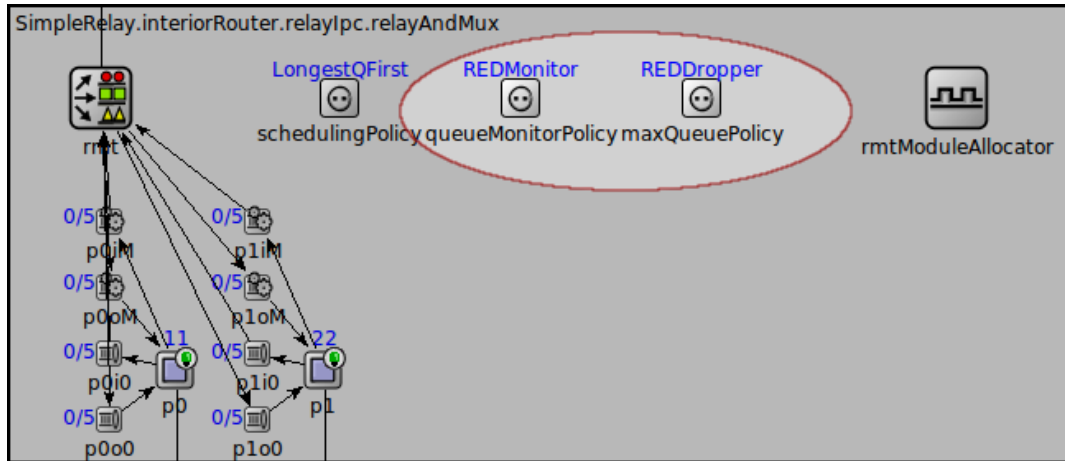 SimpleRelay.interiorRouter.relayIpc.relayAndMux
LongestQFirst REDMonitor REDDropper
schedulingPolicy queueMonitorPolicy maxQueuePolicy
rmt rmtModuleAllocator
0/5 0/5
p0iM p1iM
0/5 0/5
p0oM p1oM
11 22
0/5 0/5
p0i0 p1i0
p0 p1
0/5 0/5
p0o0 p1o0